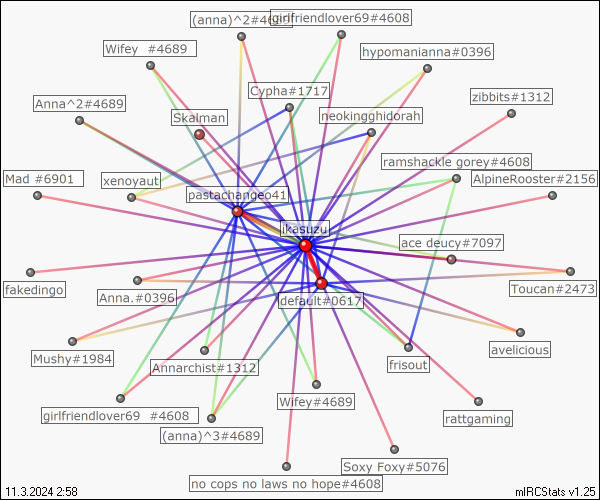 (anna)^2#4689
girlfriendlover69#4608
Wifey  #4689
hypomanianna#0396
Cypha#1717
zibbits#1312
Anna^2#4689
Skalman
neokingghidorah
ramshackle gorey#4608
Mad #6901
xenoyaut
AlpineRooster#2156
pastachangeo41
ikasuzu
ace deucy#7097
fakedingo
Anna.#0396
default#0617
Toucan#2473
Mushy#1984
Annarchist#1312
frisout
avelicious
girlfriendlover69  #4608
Wifey#4689
rattgaming
(anna)^3#4689
Soxy Foxy#5076
no cops no laws no hope#4608
11.3.2024 2:58
mIRCStats v1.25